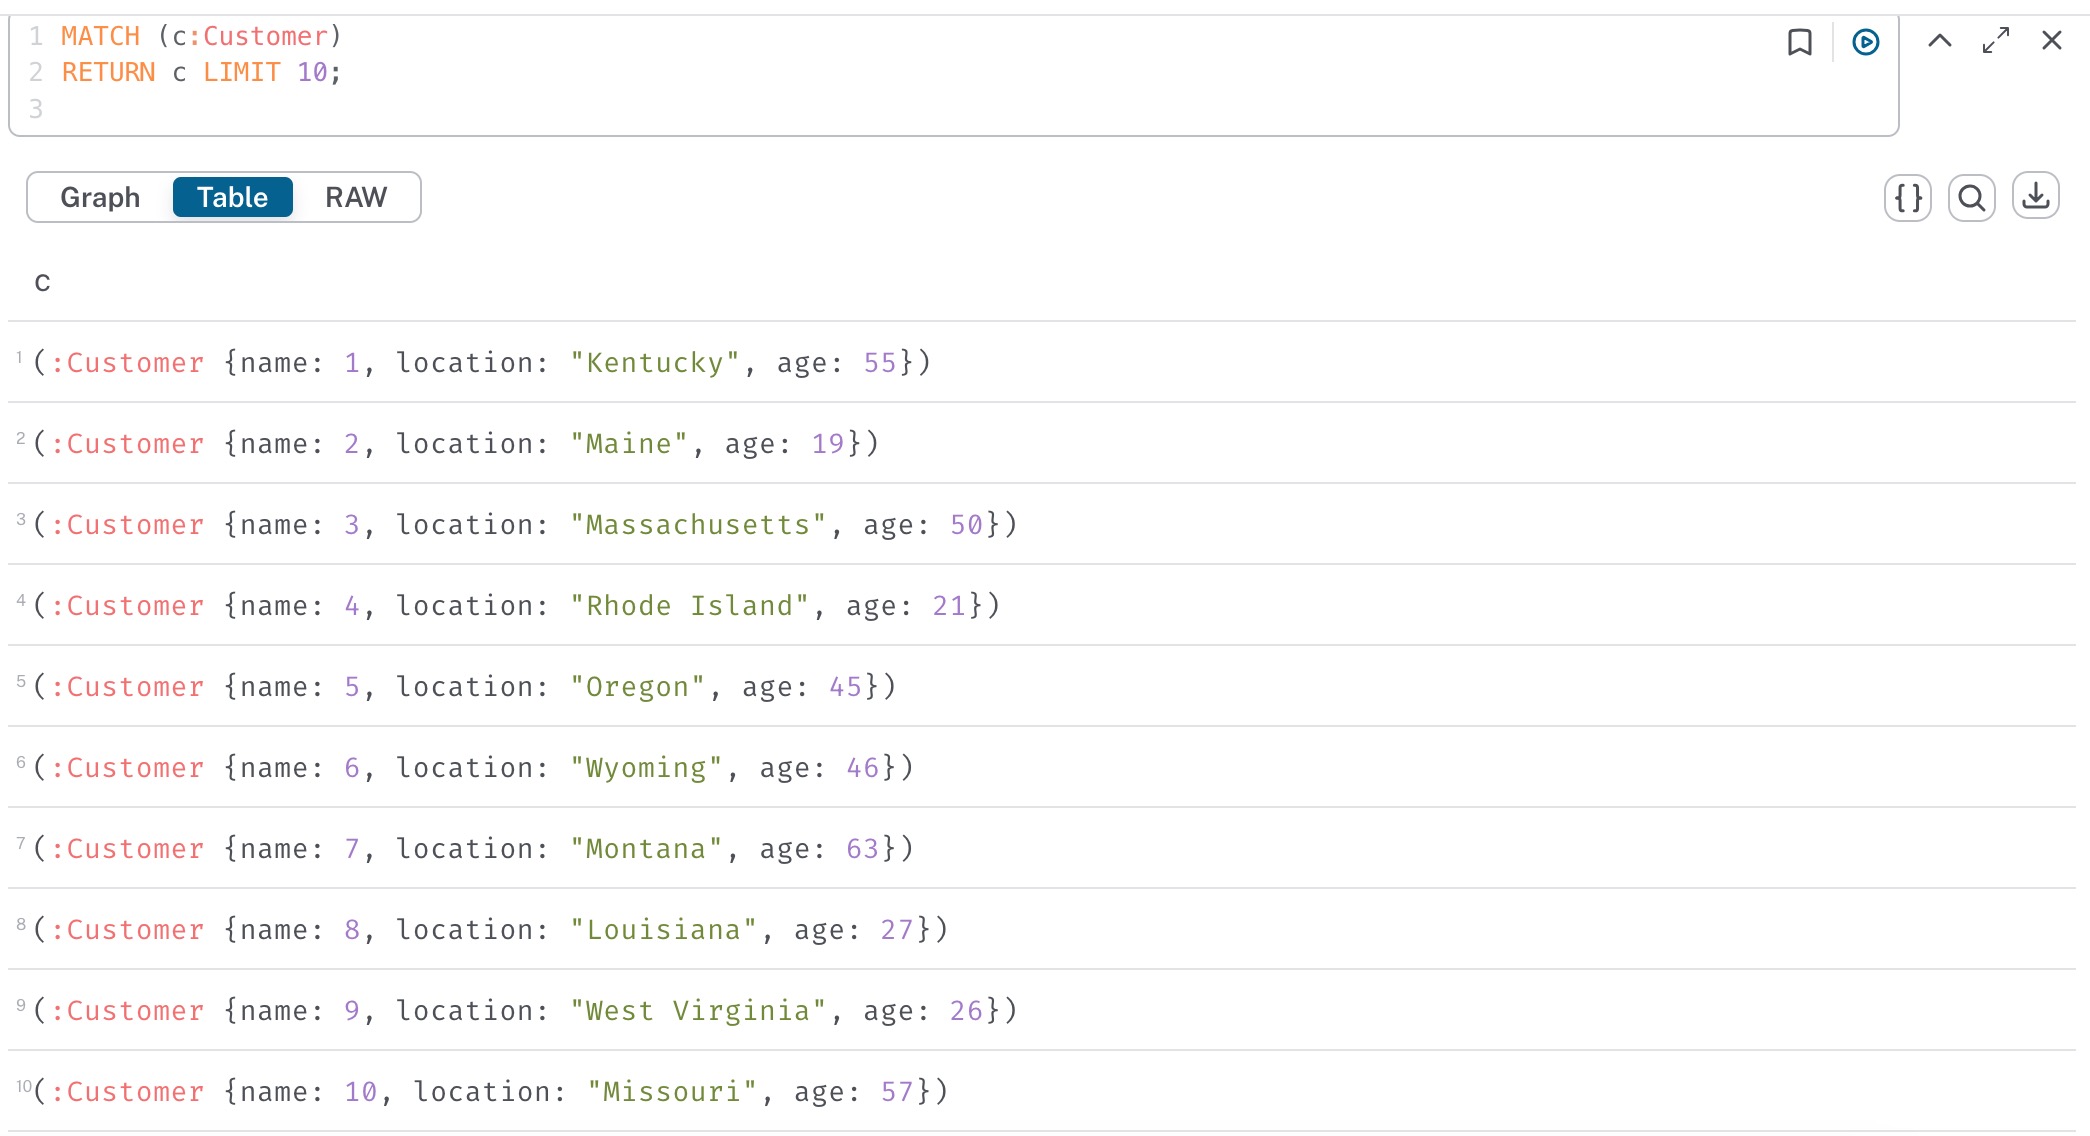 1 MATCH (c:Customer)
2 RETURN c LIMIT 10;
3
Graph Table RAW
{}
c
1 (:Customer {name: 1, location: "Kentucky", age: 55})
2 (:Customer {name: 2, location: "Maine", age: 19})
3 (:Customer {name: 3, location: "Massachusetts", age: 50})
4 (:Customer {name: 4, location: "Rhode Island", age: 21})
5 (:Customer {name: 5, location: "Oregon", age: 45})
6 (:Customer {name: 6, location: "Wyoming", age: 46})
7 (:Customer {name: 7, location: "Montana", age: 63})
8 (:Customer {name: 8, location: "Louisiana", age: 27})
9 (:Customer {name: 9, location: "West Virginia", age: 26})
10 (:Customer {name: 10, location: "Missouri", age: 57})